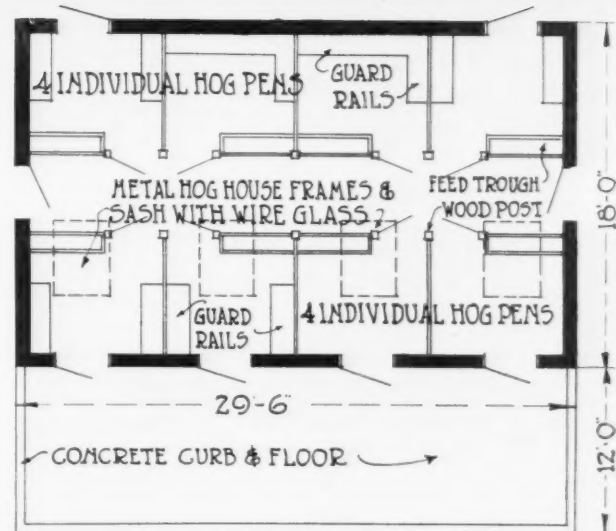 4 INDIVIDUAL HOG PENS
GUARD
RAILS
METAL HOG HOUSE FRAMES &
SASH WITH WIRE GLASS
FEED TROUGH
WOOD POST
18'-0"
GUARD
RAILS
4 INDIVIDUAL HOG PENS
29'-6"
12'-0"
CONCRETE CURB & FLOOR